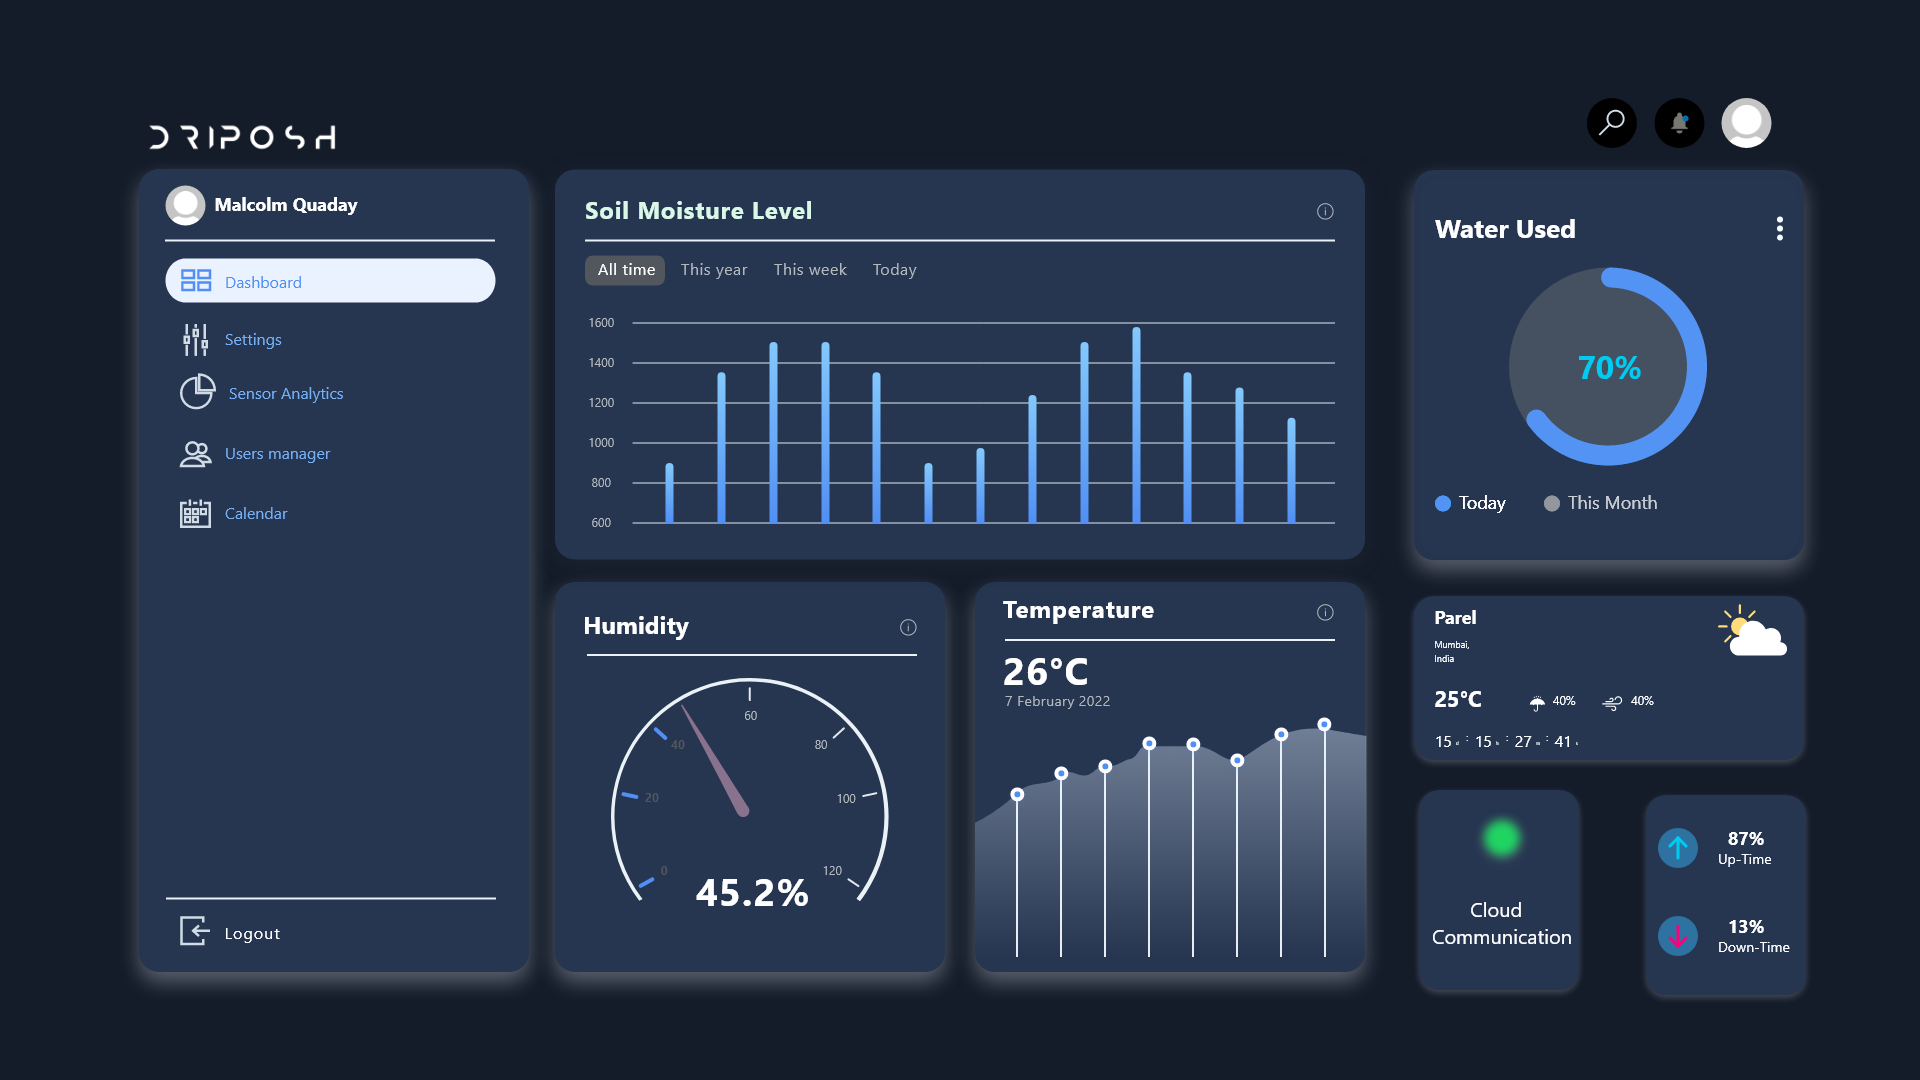 DRIPOSH
Malcolm Quaday
Dashboard
Settings
Sensor Analytics
Users manager
Calendar
Logout
Soil Moisture Level
All time This year This week Today
1600
1400
1200
1000
800
600
Humidity
0
20
40
60
80
100
120
45.2%
Temperature
26°C
7 February 2022
Water Used
70%
Today This Month
Parel
Mumbai,
India
25°C 40% 40%
15 : 15 : 27 : 41
Cloud
Communication
87%
Up-Time
13%
Down-Time